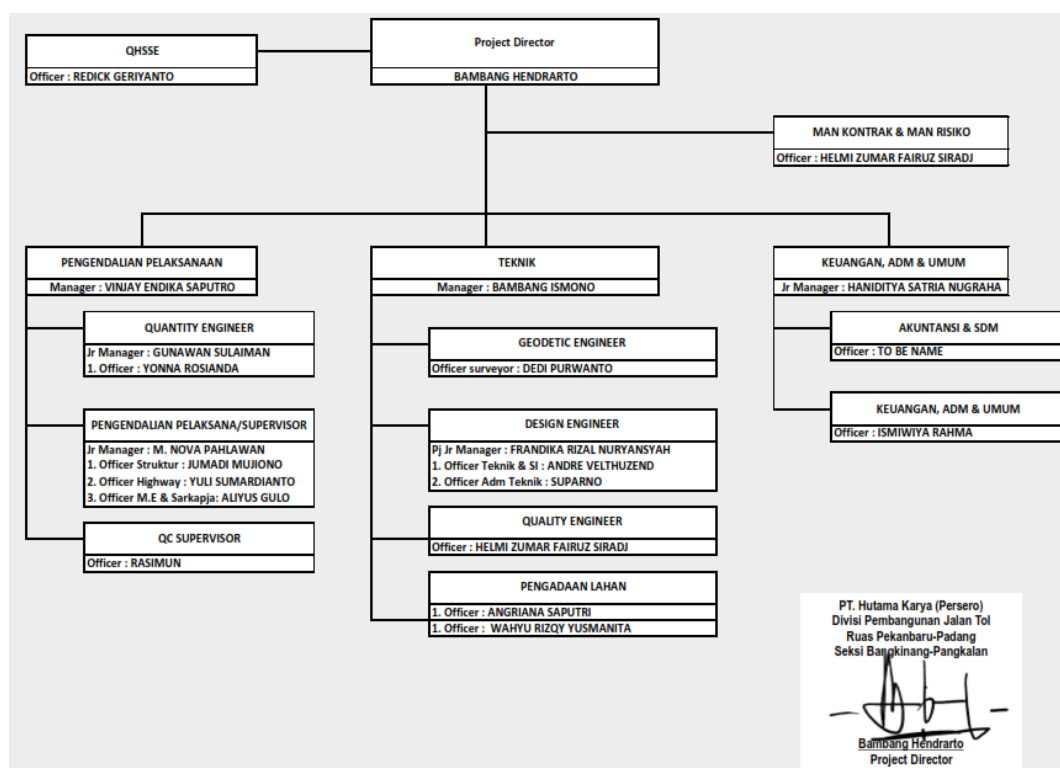 Project Director
BAMBANG HENDRARTO
QHSSE
Officer : REDICK GERIYANTO
MAN KONTRAK & MAN RISIKO
Officer : HELMI ZUMAR FAIRUZ SIRADJ
PENGENDALIAN PELAKSANAAN
Manager : VINJAY ENDIKA SAPUTRO
QUANTITY ENGINEER
Jr Manager : GUNAWAN SULAIMAN
1. Officer : YONNA ROSIANDA
PENGENDALIAN PELAKSANA/SUPERVISOR
Jr Manager : M. NOVA PAHLAWAN
1. Officer Struktur : JUMADI MUJIONO
2. Officer Highway : YULI SUMARDIANTO
3. Officer M.E & Sarkapja: ALIYUS GULO
QC SUPERVISOR
Officer : RASIMUN
TEKNIK
Manager : BAMBANG ISMONO
GEODETIC ENGINEER
Officer surveyor : DEDI PURWANTO
DESIGN ENGINEER
Pj Jr Manager : FRANDIKA RIZAL NURYANSYAH
1. Officer Teknik & SI : ANDRE VELTHUZEND
2. Officer Adm Teknik : SUPARNO
QUALITY ENGINEER
Officer : HELMI ZUMAR FAIRUZ SIRADJ
PENGADAAN LAHAN
1. Officer : ANGRIANA SAPUTRI
1. Officer : WAHYU RIZQY YUSMANITA
KEUANGAN, ADM & UMUM
Jr Manager : HANIDITYA SATRIA NUGRAHA
AKUNTANSI & SDM
Officer : TO BE NAME
KEUANGAN, ADM & UMUM
Officer : ISMIWIYA RAHMA
PT. Hutama Karya (Persero)
Divisi Pembangunan Jalan Tol
Ruas Pekanbaru-Padang
Seksi Bangkinang-Pangkalan
Bambang Hendrarto
Project Director